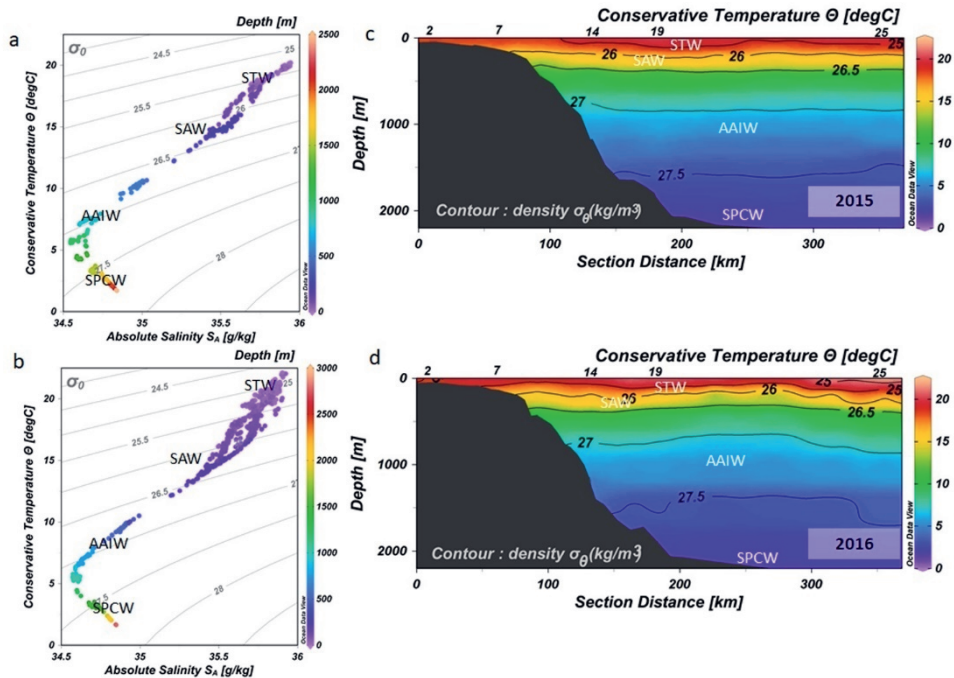 a
Depth [m]
σ0
24.5
25
25.5
26
26.5
27
27.5
28
STW
SAW
AAIW
SPCW
Conservative Temperature Θ [degC]
20
15
10
5
0
34.5
35
35.5
36
Absolute Salinity SA [g/kg]
2500
2000
1500
1000
500
0
Ocean Data View
c
Conservative Temperature Θ [degC]
2
7
14
19
25
STW
25
26
SAW
26
26.5
27
AAIW
27.5
2015
Contour : density σθ(kg/m3)
SPCW
Depth [m]
0
1000
2000
0
100
200
300
Section Distance [km]
20
15
10
5
0
Ocean Data View
b
Depth [m]
σ0
24.5
25
25.5
26.5
27.5
28
STW
SAW
AAIW
SPCW
Conservative Temperature Θ [degC]
20
15
10
5
0
34.5
35
35.5
36
Absolute Salinity SA [g/kg]
3000
2500
2000
1500
1000
500
0
Ocean Data View
d
Conservative Temperature Θ [degC]
2
7
14
19
25
STW
25
25
26
SAW
26
26.5
27
AAIW
27.5
2016
Contour : density σθ(kg/m3)
SPCW
Depth [m]
0
1000
2000
0
100
200
300
Section Distance [km]
20
15
10
5
0
Ocean Data View